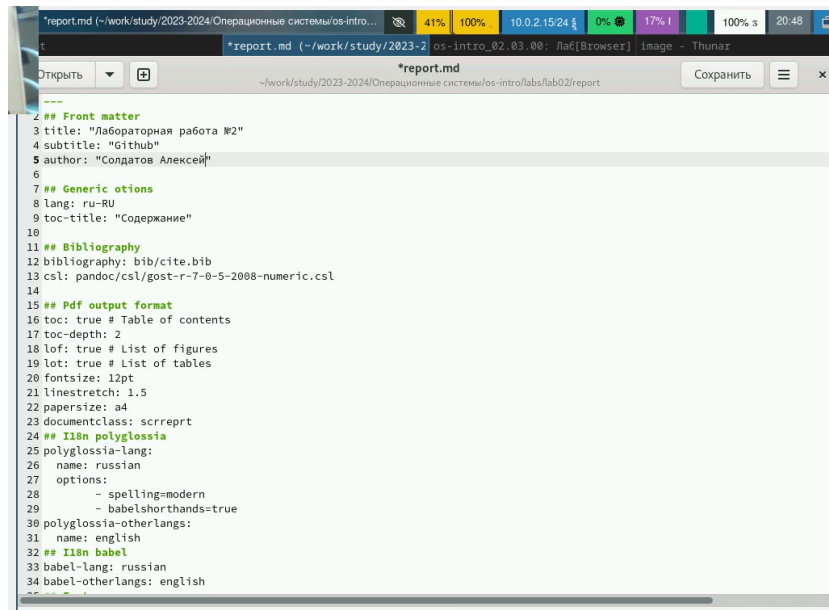 *report.md (~/work/study/2023-2024/Операционные системы/os-intro... 41% 100% 10.0.2.15/24 0% 17% 100% 20:48
*report.md (~/work/study/2023-2 os-intro_02.03.00: Лаб[Browser] image - Thunar
Открыть *report.md Сохранить
~/work/study/2023-2024/Операционные системы/os-intro/labs/lab02/report
---
2 ## Front matter
3 title: "Лабораторная работа №2"
4 subtitle: "Github"
5 author: "Солдатов Алексей"
6
7 ## Generic otions
8 lang: ru-RU
9 toc-title: "Содержание"
10
11 ## Bibliography
12 bibliography: bib/cite.bib
13 csl: pandoc/csl/gost-r-7-0-5-2008-numeric.csl
14
15 ## Pdf output format
16 toc: true # Table of contents
17 toc-depth: 2
18 lof: true # List of figures
19 lot: true # List of tables
20 fontsize: 12pt
21 linestretch: 1.5
22 papersize: a4
23 documentclass: scrreprt
24 ## I18n polyglossia
25 polyglossia-lang:
26 name: russian
27 options:
28 - spelling=modern
29 - babelshorthands=true
30 polyglossia-otherlangs:
31 name: english
32 ## I18n babel
33 babel-lang: russian
34 babel-otherlangs: english